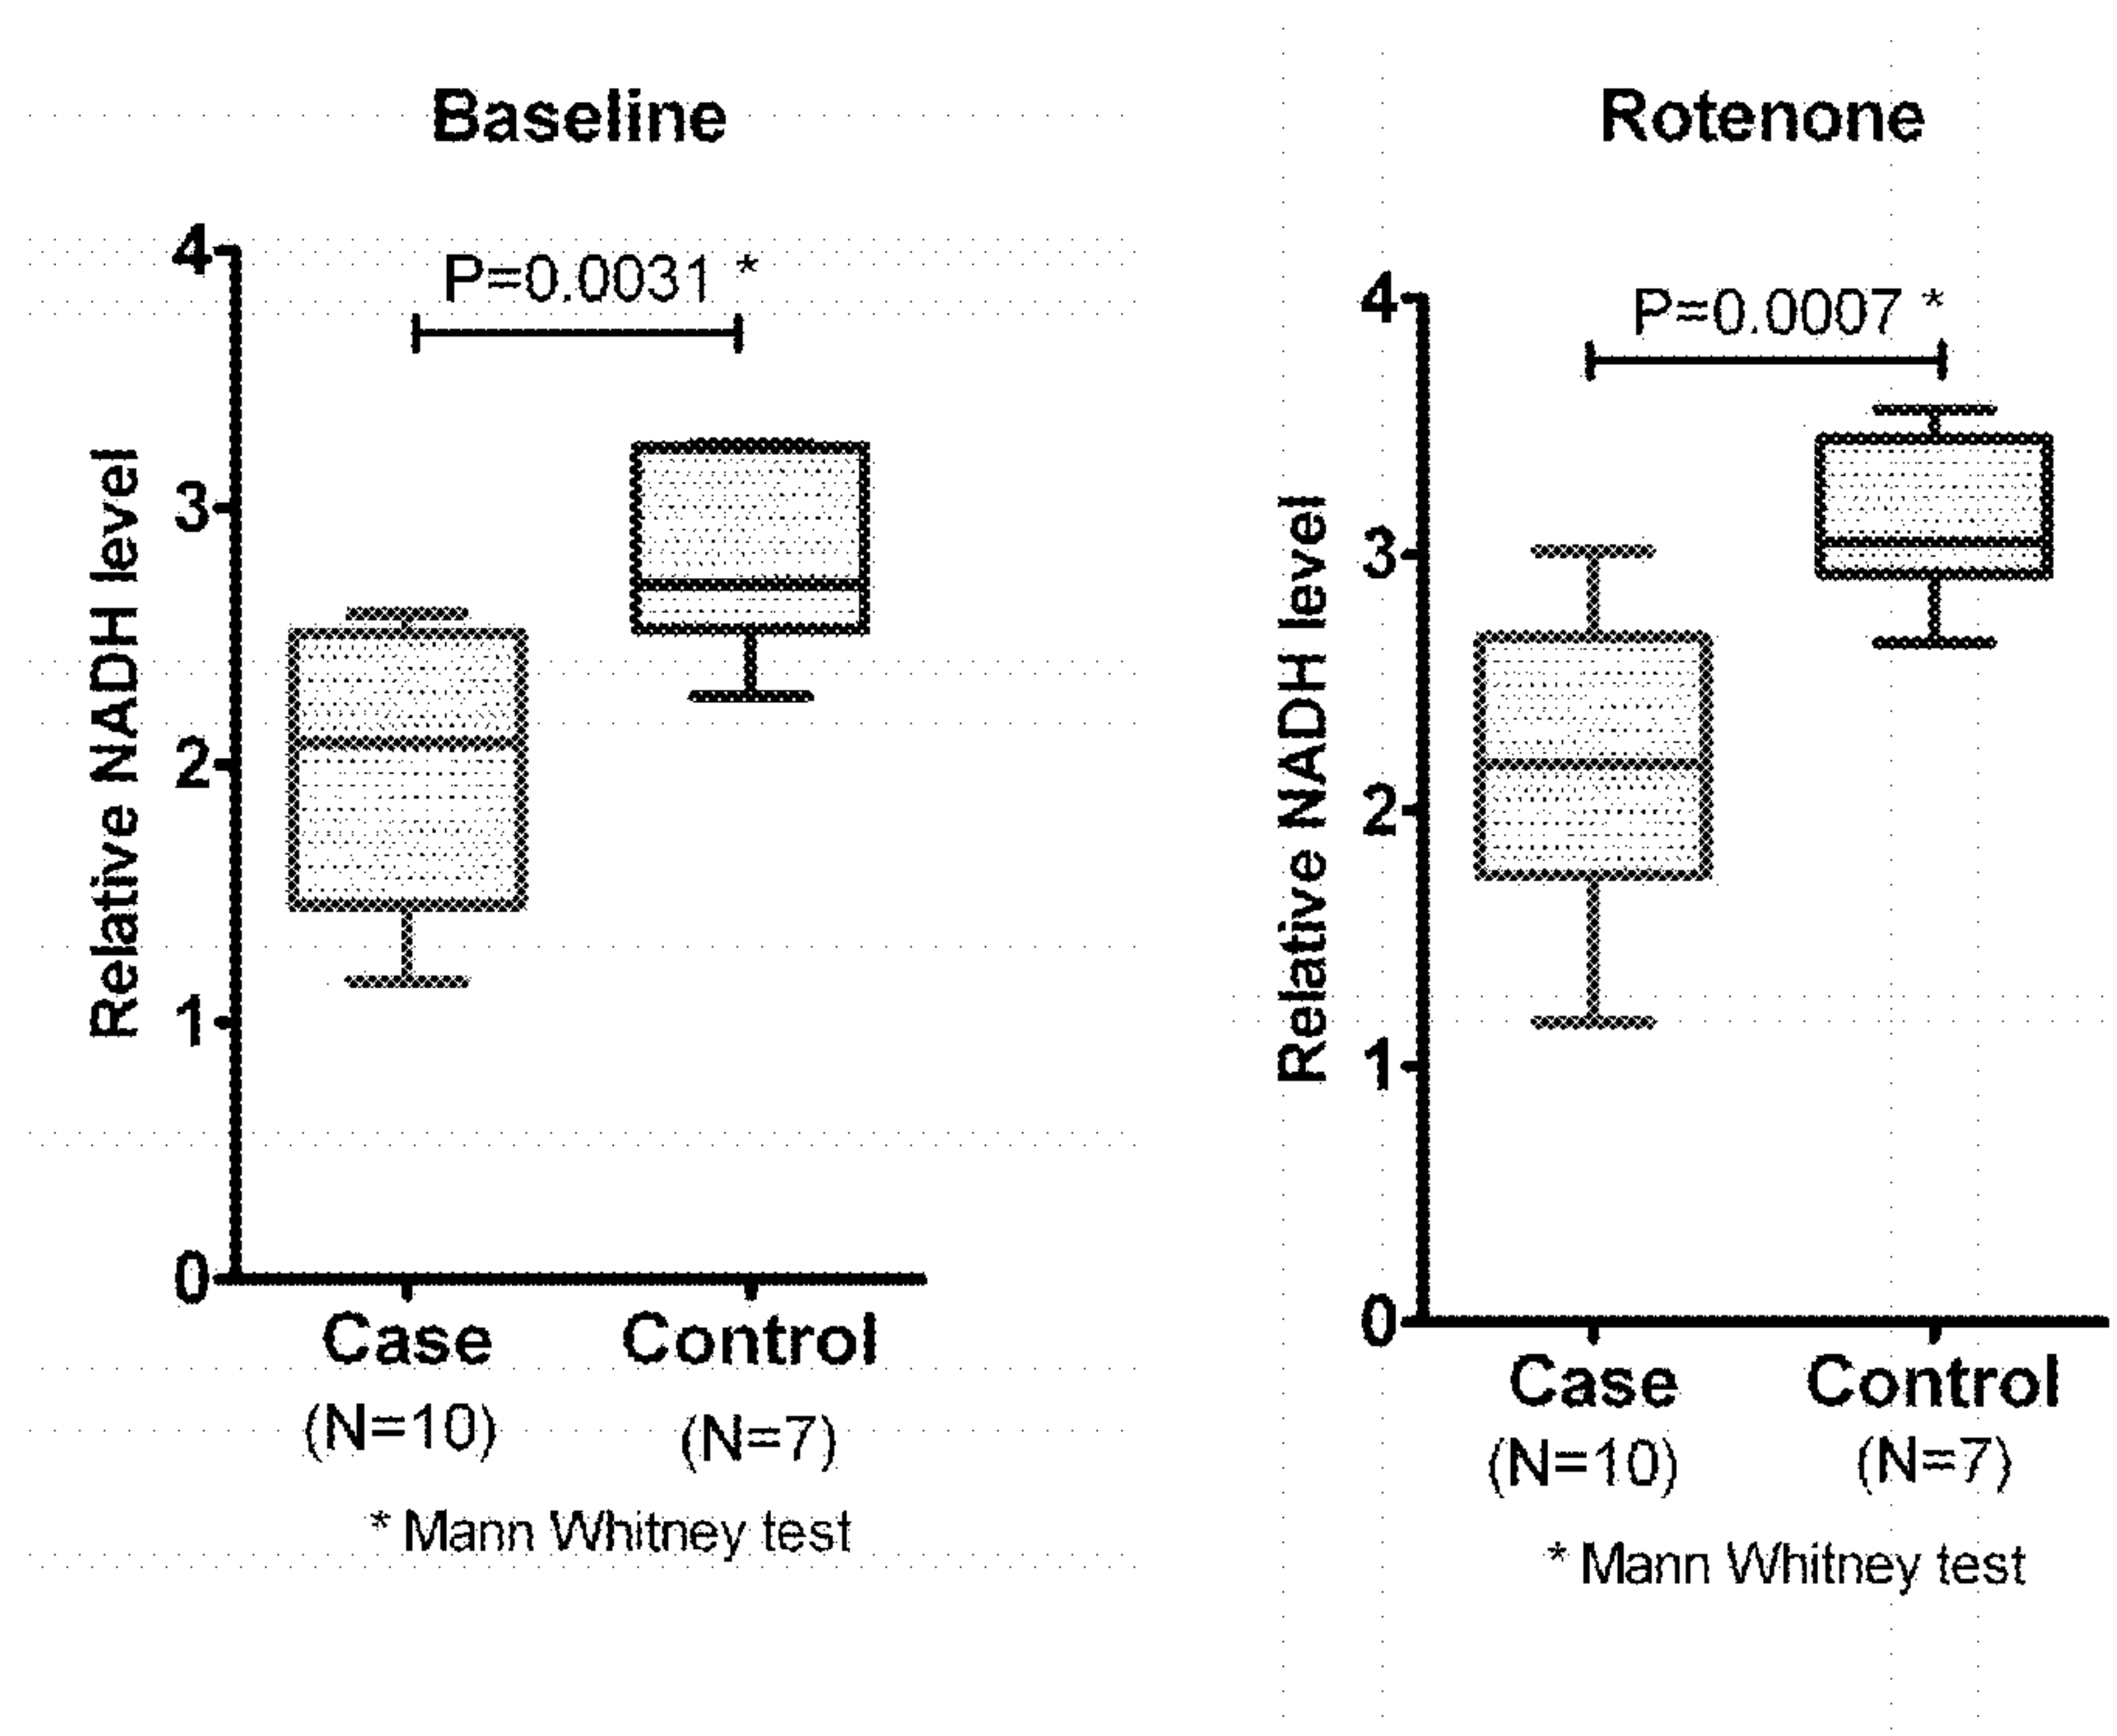 Baseline
P=0.0031 *
Relative NADH level
4
3
2
1
0
Case
Control
(N=10)
(N=7)
* Mann Whitney test
Rotenone
P=0.0007 *
Relative NADH level
4
3
2
1
0
Case
Control
(N=10)
(N=7)
* Mann Whitney test